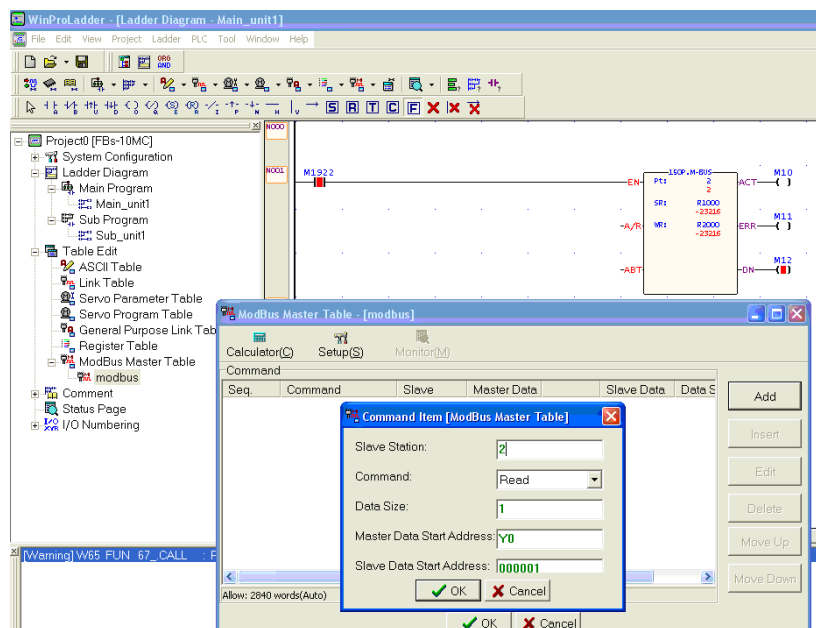 WinProLadder - [Ladder Diagram - Main_unit1]
File Edit View Project Ladder PLC Tool Window Help
ORG
AND
A B U D P N I P N H V S R T C F
Project0 [FBs-10MC]
System Configuration
Ladder Diagram
Main Program
Main_unit1
Sub Program
Sub_unit1
Table Edit
ASCII Table
Link Table
Servo Parameter Table
Servo Program Table
General Purpose Link Tab
Register Table
ModBus Master Table
modbus
Comment
Status Page
I/O Numbering
N000
N001
M1922
150P.M-BUS
EN Pt: 2 ACT M10
2
SR: R1000
-23216
A/R WR: R2000 ERR M11
-23216
ABT DN M12
ModBus Master Table - [modbus]
Calculator(C) Setup(S) Monitor(M)
Command
Seq. Command Slave Master Data Slave Data Data S
Add
Insert
Edit
Delete
Move Up
Move Down
Command Item [ModBus Master Table]
Slave Station: 2
Command: Read
Data Size: 1
Master Data Start Address: Y0
Slave Data Start Address: 000001
OK Cancel
Allow: 2840 words(Auto)
OK Cancel
[Warning] W65 FUN 67_CALL : F